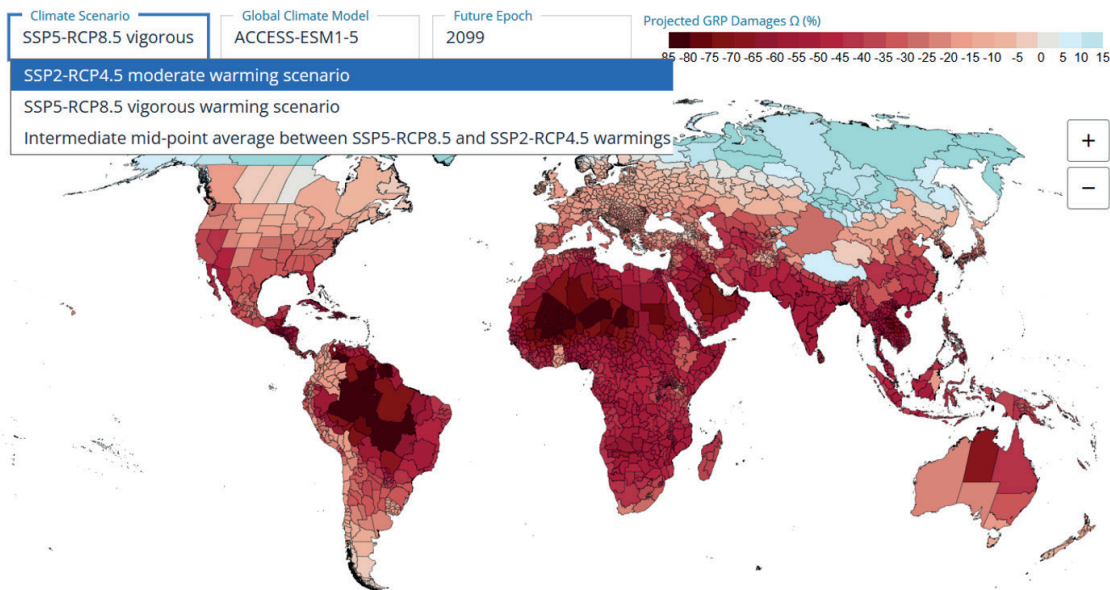 Climate Scenario
SSP5-RCP8.5 vigorous
Global Climate Model
ACCESS-ESM1-5
Future Epoch
2099
Projected GRP Damages Ω (%)
85 -80 -75 -70 -65 -60 -55 -50 -45 -40 -35 -30 -25 -20 -15 -10 -5 0 5 10 15
SSP2-RCP4.5 moderate warming scenario
SSP5-RCP8.5 vigorous warming scenario
Intermediate mid-point average between SSP5-RCP8.5 and SSP2-RCP4.5 warmings
+
−